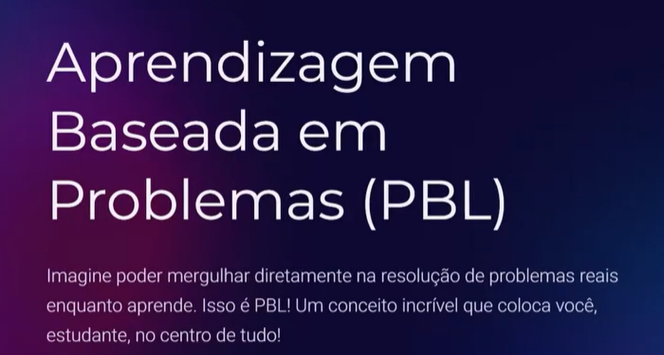 Aprendizagem
Baseada em
Problemas (PBL)
Imagine poder mergulhar diretamente na resolução de problemas reais
enquanto aprende. Isso é PBL! Um conceito incrível que coloca você,
estudante, no centro de tudo!